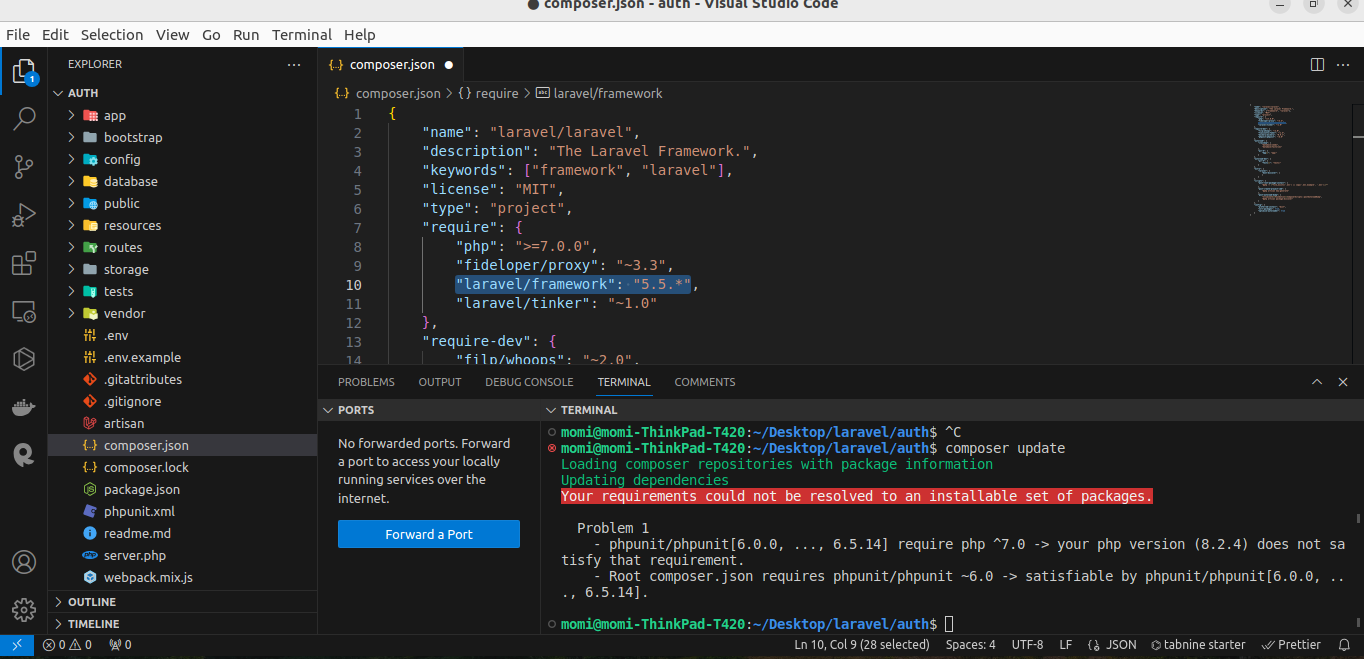 ● composer.json - auth - Visual Studio Code
File Edit Selection View Go Run Terminal Help
EXPLORER
1
AUTH
app
bootstrap
config
database
public
resources
routes
storage
tests
vendor
.env
.env.example
.gitattributes
.gitignore
artisan
composer.json
composer.lock
package.json
phpunit.xml
readme.md
server.php
webpack.mix.js
OUTLINE
TIMELINE
{..} composer.json ●
{..} composer.json > {} require > laravel/framework
1 {
2 "name": "laravel/laravel",
3 "description": "The Laravel Framework.",
4 "keywords": ["framework", "laravel"],
5 "license": "MIT",
6 "type": "project",
7 "require": {
8 "php": ">=7.0.0",
9 "fideloper/proxy": "~3.3",
10 "laravel/framework": "5.5.*",
11 "laravel/tinker": "~1.0"
12 },
13 "require-dev": {
14 "filp/whoops": "~2.0",
PROBLEMS OUTPUT DEBUG CONSOLE TERMINAL COMMENTS
PORTS
No forwarded ports. Forward
a port to access your locally
running services over the
internet.
Forward a Port
TERMINAL
momi@momi-ThinkPad-T420:~/Desktop/laravel/auth$ ^C
momi@momi-ThinkPad-T420:~/Desktop/laravel/auth$ composer update
Loading composer repositories with package information
Updating dependencies
Your requirements could not be resolved to an installable set of packages.
Problem 1
- phpunit/phpunit[6.0.0, ..., 6.5.14] require php ^7.0 -> your php version (8.2.4) does not sa
tisfy that requirement.
- Root composer.json requires phpunit/phpunit ~6.0 -> satisfiable by phpunit/phpunit[6.0.0, ..
., 6.5.14].
momi@momi-ThinkPad-T420:~/Desktop/laravel/auth$
0 0 0 Ln 10, Col 9 (28 selected) Spaces: 4 UTF-8 LF {} JSON tabnine starter Prettier